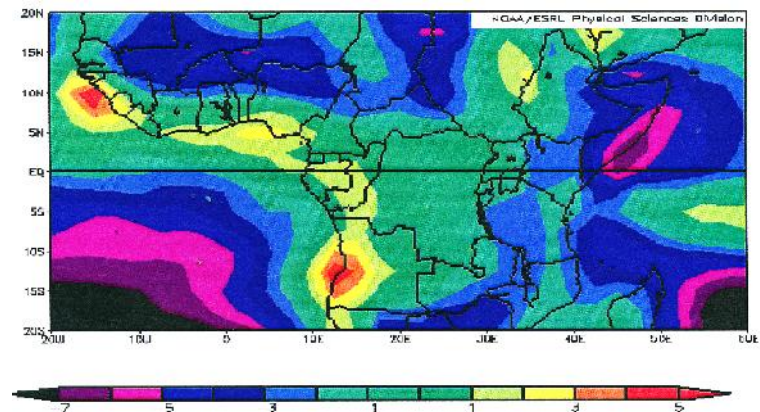 NOAA/ESRL Physical Sciences Division
20N
15N
10N
5N
EQ
5S
10S
15S
20S
20W 10W 0 10E 20E 30E 40E 50E 60E
-7 -5 -3 -1 1 3 5